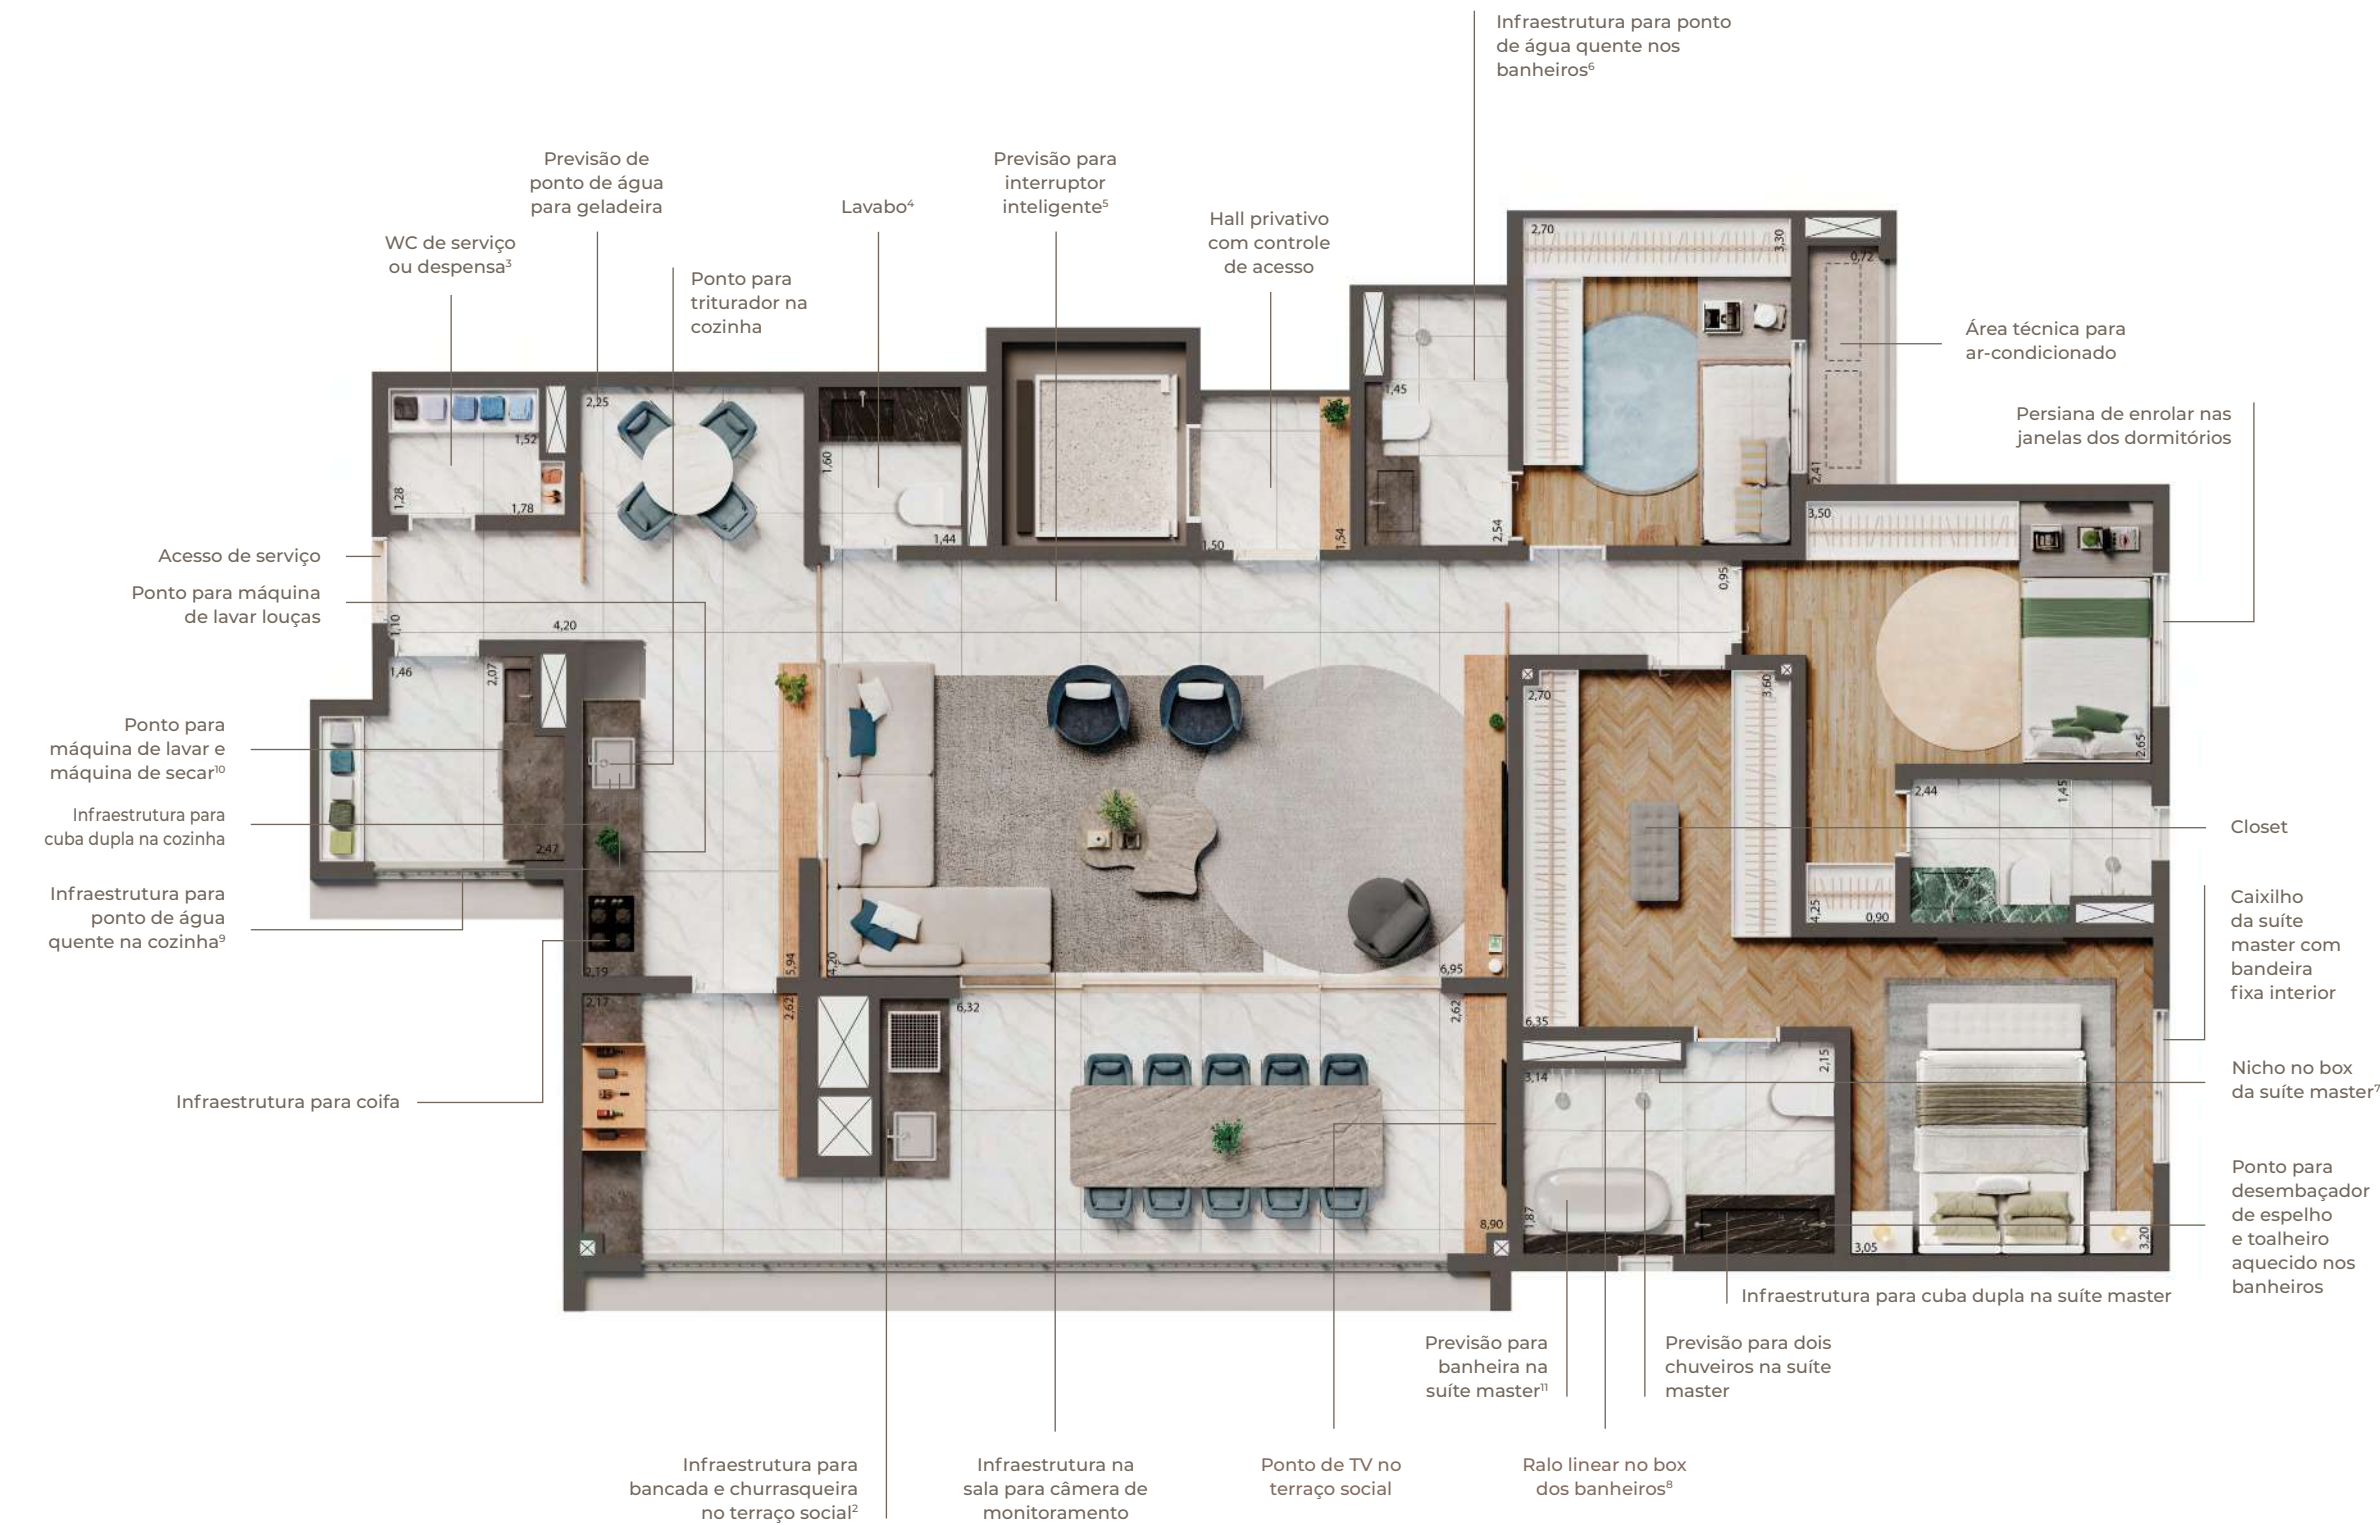 Infraestrutura para ponto
de água quente nos
banheiros⁶
Previsão de
ponto de água
para geladeira
Previsão para
interruptor
inteligente⁵
Lavabo⁴
Hall privativo
com controle
de acesso
WC de serviço
ou despensa³
Ponto para
triturador na
cozinha
Área técnica para
ar-condicionado
Persiana de enrolar nas
janelas dos dormitórios
Acesso de serviço
Ponto para máquina
de lavar louças
Ponto para
máquina de lavar e
máquina de secar¹⁰
Infraestrutura para
cuba dupla na cozinha
Infraestrutura para
ponto de água
quente na cozinha⁹
Infraestrutura para coifa
Closet
Caixilho
da suíte
master com
bandeira
fixa interior
Nicho no box
da suíte master⁷
Ponto para
desembaçador
de espelho
e toalheiro
aquecido nos
banheiros
Infraestrutura para cuba dupla na suíte master
Previsão para
banheira na
suíte master¹¹
Previsão para dois
chuveiros na suíte
master
Infraestrutura para
bancada e churrasqueira
no terraço social²
Infraestrutura na
sala para câmera de
monitoramento
Ponto de TV no
terraço social
Ralo linear no box
dos banheiros⁸
2,70
3,30
0,72
2,41
1,45
2,54
2,25
1,52
1,28
1,78
1,60
1,44
1,50
1,54
3,50
0,95
1,10
4,20
1,46
2,07
2,47
2,70
3,60
2,65
2,44
1,45
4,25
0,90
2,19
5,94
4,20
6,95
2,17
2,62
6,32
2,62
6,35
3,14
2,15
1,87
8,90
3,05
3,20